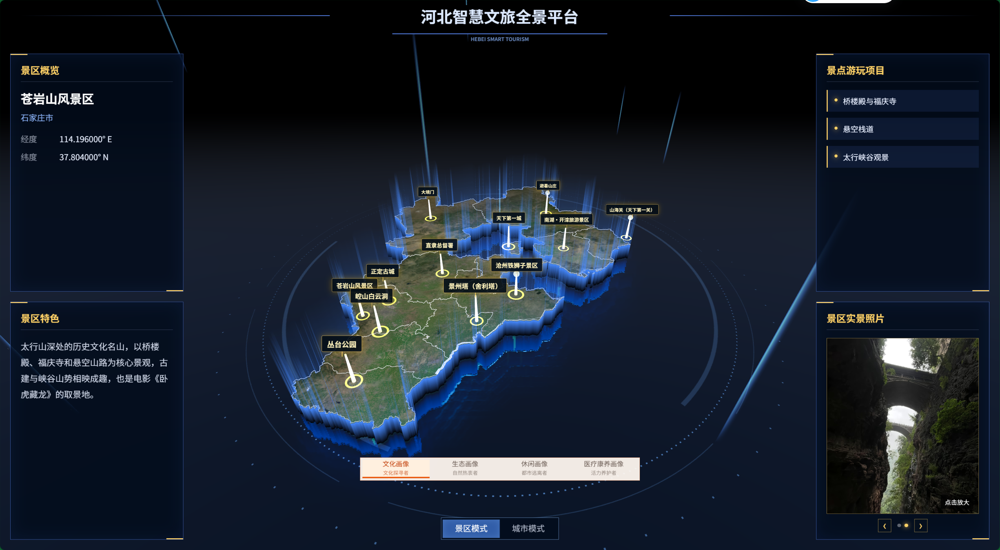 河北智慧文旅全景平台
HEBEI SMART TOURISM
景区概览
苍岩山风景区
石家庄市
经度 114.196000° E
纬度 37.804000° N
景区特色
太行山深处的历史文化名山，以桥楼
殿、福庆寺和悬空山路为核心景观，古
建与峡谷山势相映成趣，也是电影《卧
虎藏龙》的取景地。
大境门
避暑山庄
山海关（天下第一关）
天下第一城
南湖·开滦旅游景区
直隶总督署
沧州铁狮子景区
正定古城
苍岩山风景区
景州塔（舍利塔）
崆山白云洞
丛台公园
文化画像
文化探寻者
生态画像
自然热衷者
休闲画像
都市逃离者
医疗康养画像
活力养护者
景区模式
城市模式
景点游玩项目
桥楼殿与福庆寺
悬空栈道
太行峡谷观景
景区实景照片
点击放大